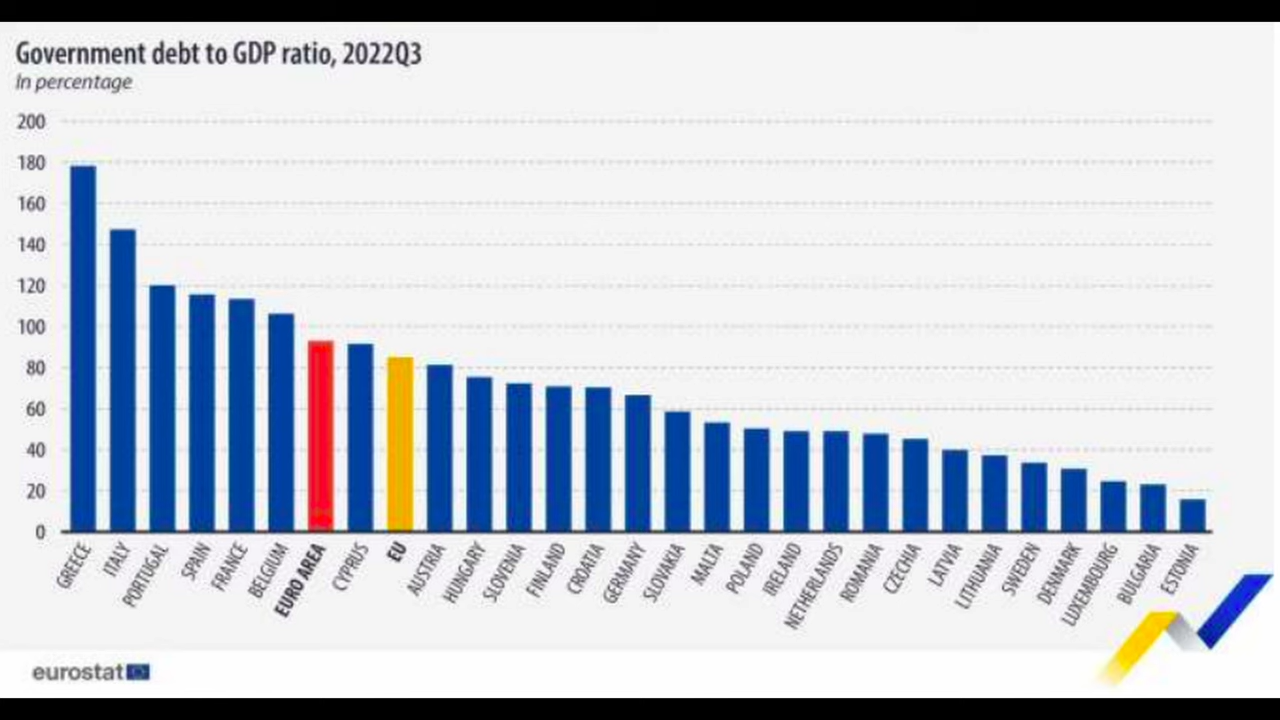 Government debt to GDP ratio, 2022Q3
In percentage
200
180
160
140
120
100
80
60
40
20
0
GREECE
ITALY
PORTUGAL
SPAIN
FRANCE
BELGIUM
EURO AREA
CYPRUS
EU
AUSTRIA
HUNGARY
SLOVENIA
FINLAND
CROATIA
GERMANY
SLOVAKIA
MALTA
POLAND
IRELAND
NETHERLANDS
ROMANIA
CZECHIA
LATVIA
LITHUANIA
SWEDEN
DENMARK
LUXEMBOURG
BULGARIA
ESTONIA
eurostat